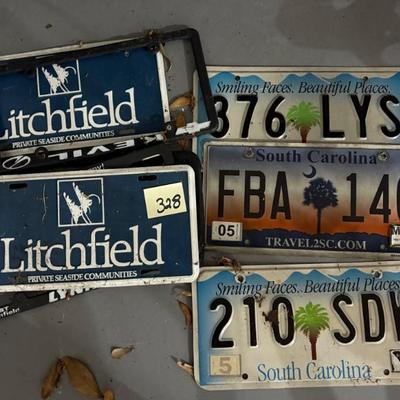 Litchfield
PRIVATE SEASIDE COMMUNITIES
328
Litchfield
PRIVATE SEASIDE COMMUNITIES
Smiling Faces. Beautiful Places.
376 LYS
South Carolina
FBA 140
05
TRAVEL2SC.COM
Smiling Faces. Beautiful Places
210 SD
5
South Carolina